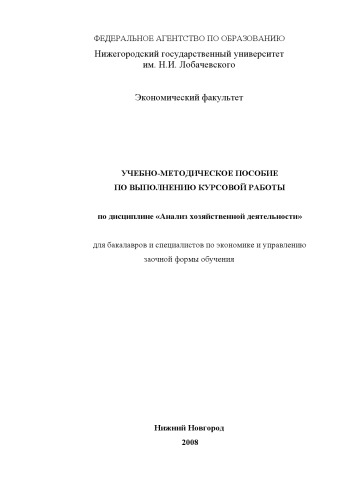 ФЕДЕРАЛЬНОЕ АГЕНТСТВО ПО ОБРАЗОВАНИЮ
Нижегородский государственный университет
им. Н.И. Лобачевского
Экономический факультет
УЧЕБНО-МЕТОДИЧЕСКОЕ ПОСОБИЕ
ПО ВЫПОЛНЕНИЮ КУРСОВОЙ РАБОТЫ
по дисциплине «Анализ хозяйственной деятельности»
для бакалавров и специалистов по экономике и управлению
заочной формы обучения
Нижний Новгород
2008